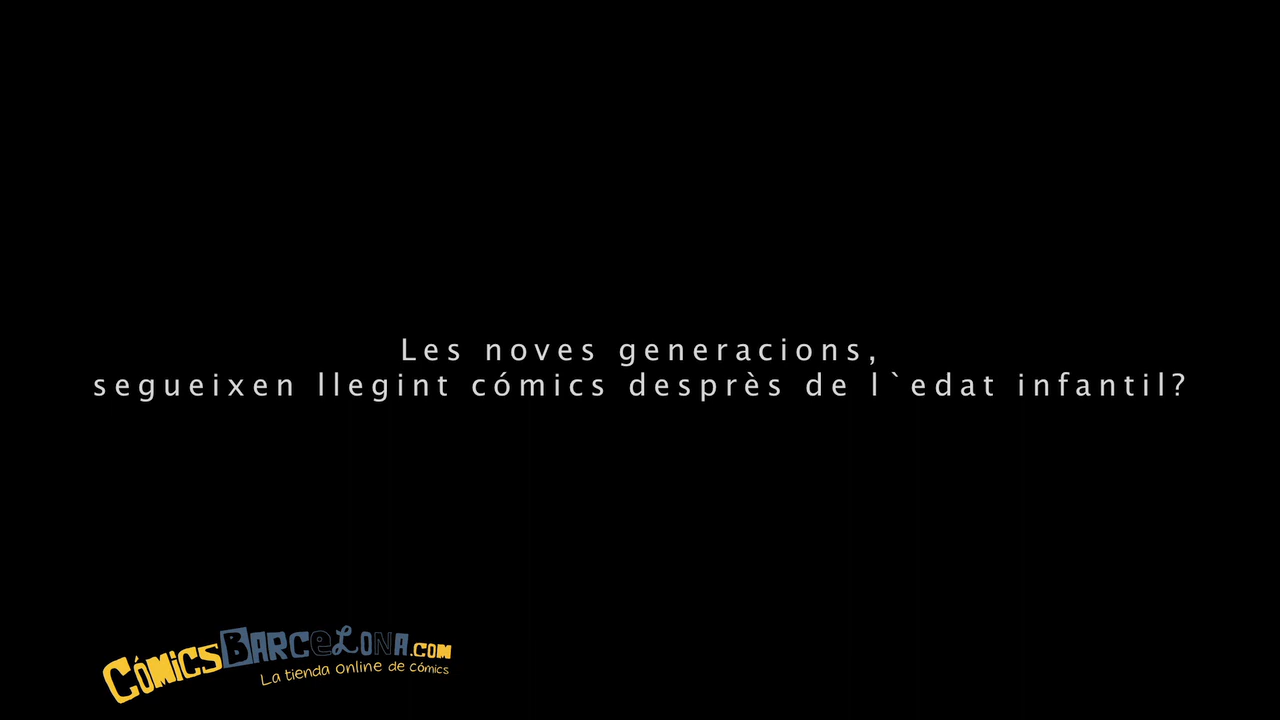 Les noves generacions,
segueixen llegint cómics desprès de l`edat infantil?
CómicsBarcelona.com
La tienda online de cómics